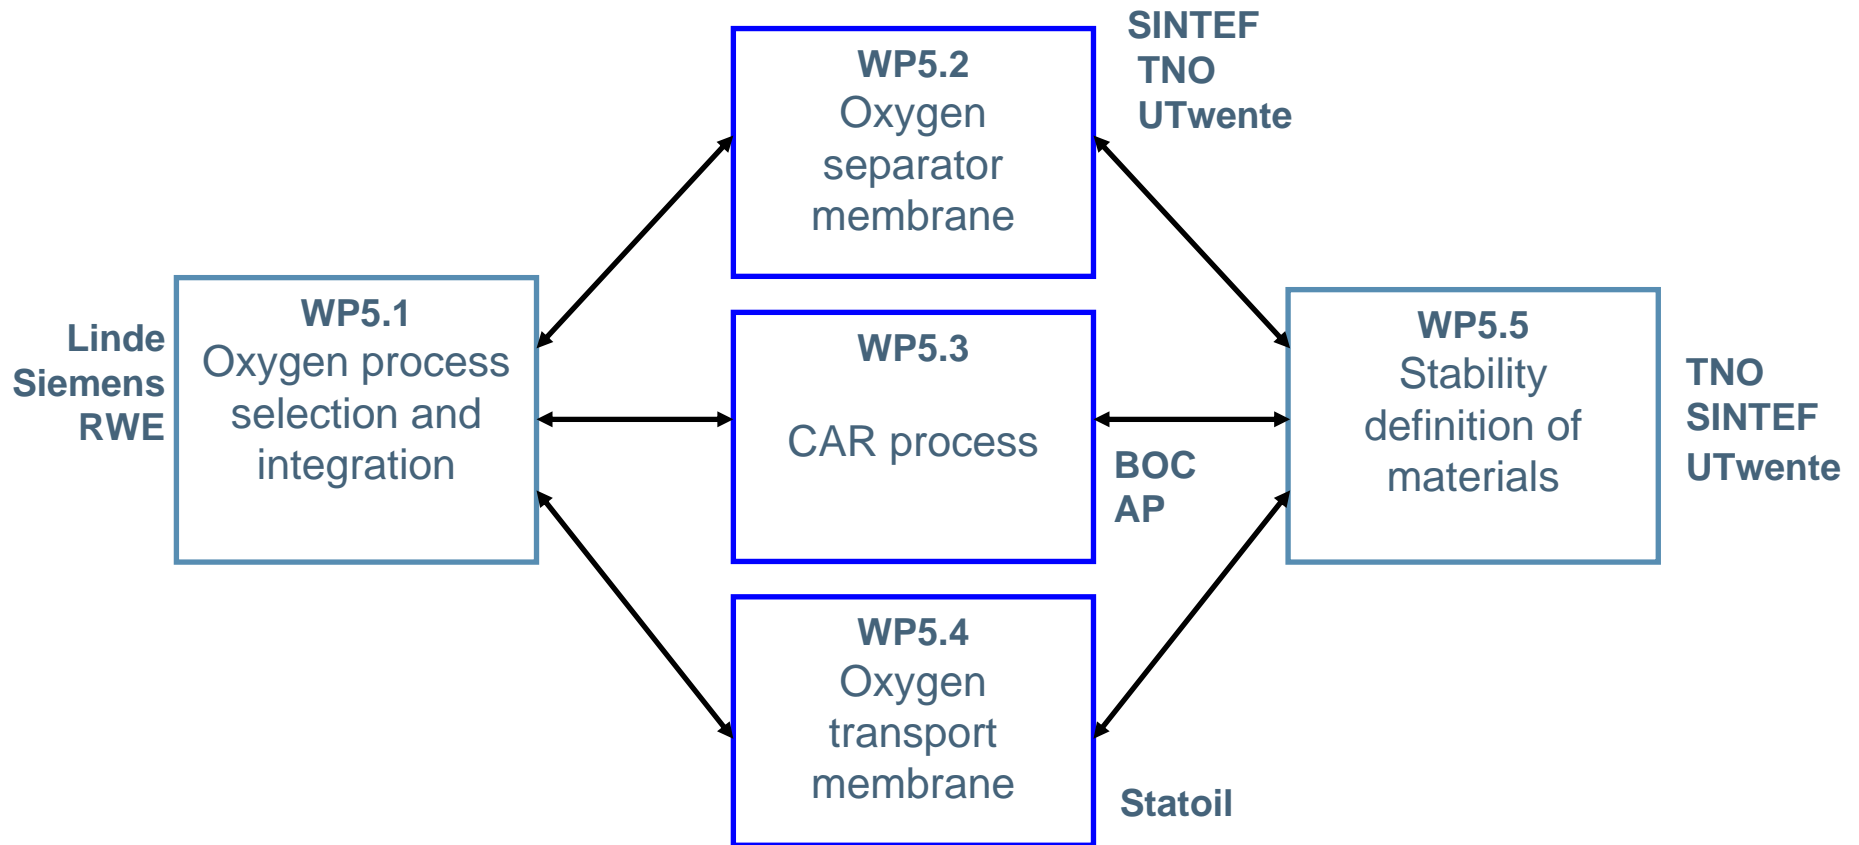 SINTEF
TNO
UTwente
WP5.2
Oxygen
separator
membrane
Linde
Siemens
RWE
WP5.1
Oxygen process
selection and
integration
WP5.3
CAR process
BOC
AP
WP5.5
Stability
definition of
materials
TNO
SINTEF
UTwente
WP5.4
Oxygen
transport
membrane
Statoil